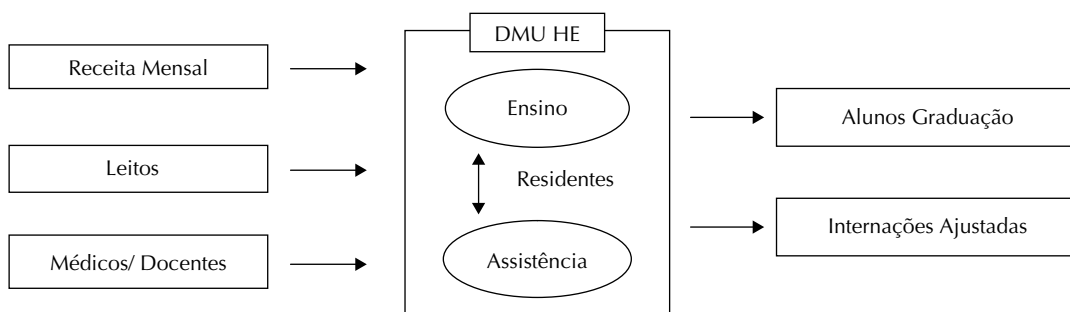 DMU HE
Receita Mensal
Ensino
Alunos Graduação
Leitos
Residentes
Internações Ajustadas
Médicos/ Docentes
Assistência